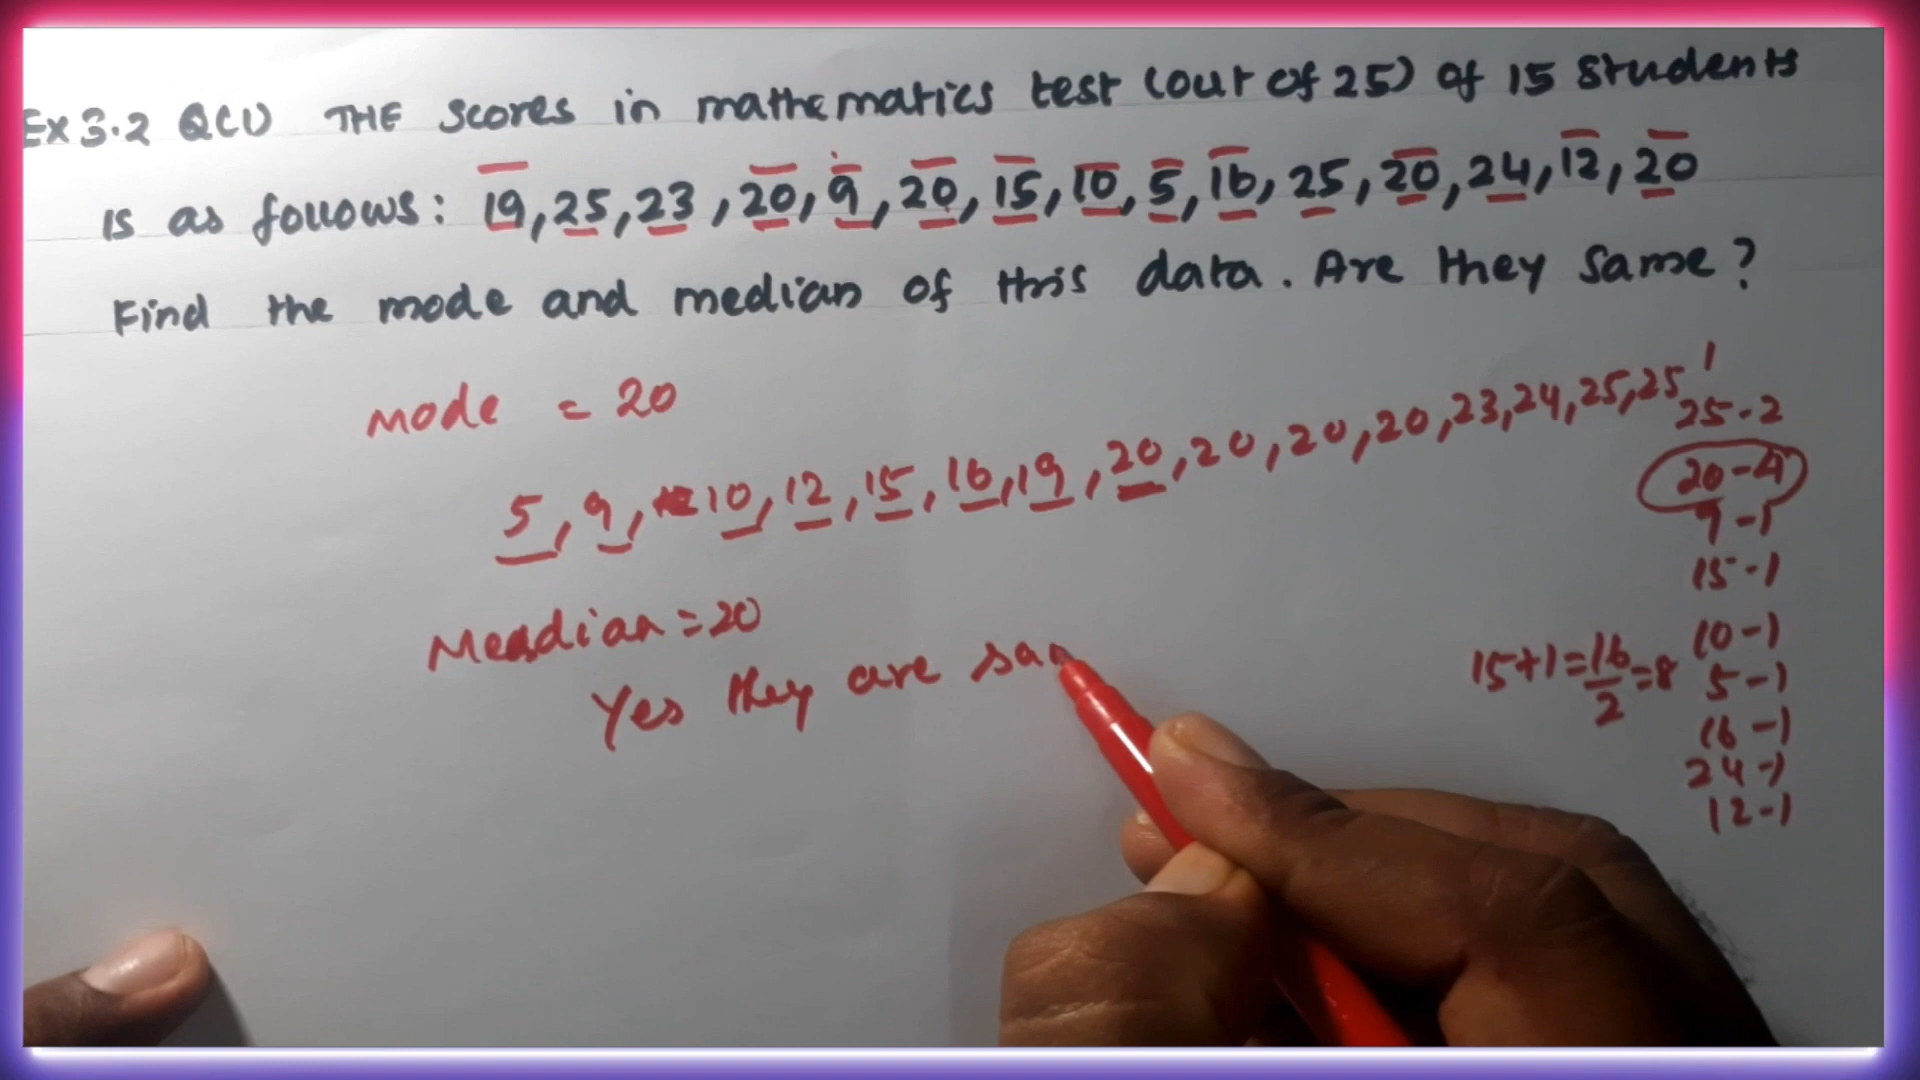 Ex 3.2 Q(1) THE scores in mathematics test (out of 25) of 15 students
is as follows: 19, 25, 23, 20, 9, 20, 15, 10, 5, 16, 25, 20, 24, 12, 20
Find the mode and median of this data. Are they same?
mode = 20
5, 9, 10, 12, 15, 16, 19, 20, 20, 20, 20, 23, 24, 25, 25
Meadian = 20
Yes they are sam
1
25-2
20-4
9-1
15-1
10-1
5-1
16-1
24-1
12-1
15+1=16/2=8